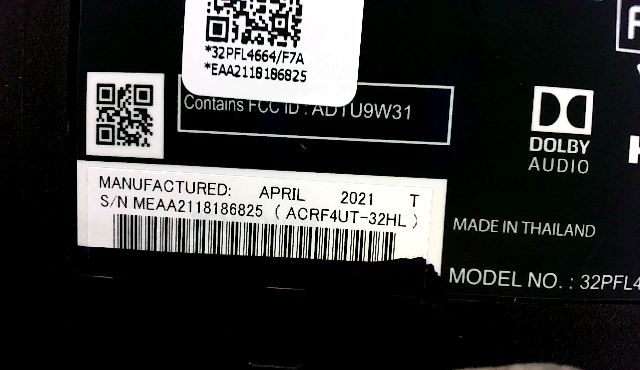 *32PFL4664/F7A
*EAA2118186825
Contains FCC ID : ADTU9W31
DOLBY
AUDIO
MANUFACTURED: APRIL 2021 T
S/N MEAA2118186825 ( ACRF4UT-32HL )
MADE IN THAILAND
MODEL NO. : 32PFL4